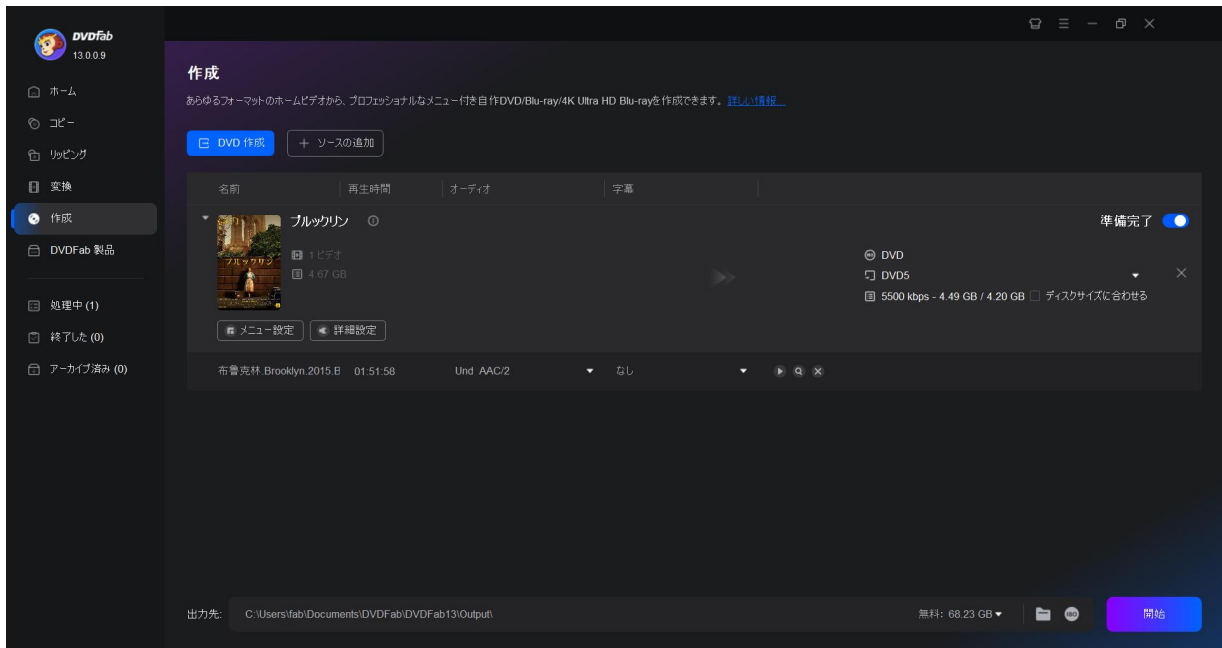 DVDFab
13.0.0.9
ホーム
コピー
リッピング
変換
作成
DVDFab 製品
処理中 (1)
終了した (0)
アーカイブ済み (0)
作成
あらゆるフォーマットのホームビデオから、プロフェッショナルなメニュー付き自作DVD/Blu-ray/4K Ultra HD Blu-rayを作成できます。詳しい情報...
DVD 作成
ソースの追加
名前 再生時間 オーディオ 字幕
ブルックリン
ブルックリン
準備完了
1 ビデオ
4.67 GB
DVD
DVD5
5500 kbps - 4.49 GB / 4.20 GB ディスクサイズに合わせる
メニュー設定 詳細設定
布魯克林.Brooklyn.2015.B 01:51:58 Und AAC/2 なし
出力先: C:\Users\fab\Documents\DVDFab\DVDFab13\Output\ 無料: 68.23 GB ISO 開始